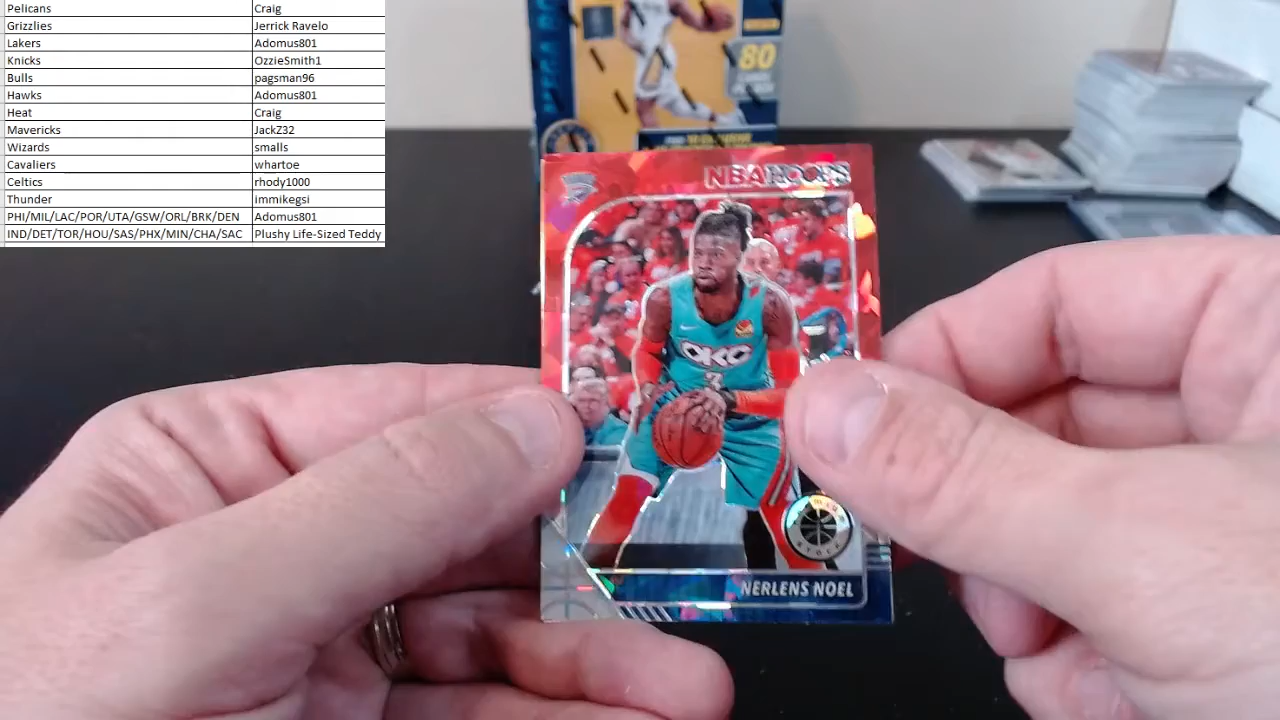 Pelicans Craig
Grizzlies Jerrick Ravelo
Lakers Adomus801
Knicks OzzieSmith1
Bulls pagsman96
Hawks Adomus801
Heat Craig
Mavericks JackZ32
Wizards smalls
Cavaliers whartoe
Celtics rhody1000
Thunder immikegsi
PHI/MIL/LAC/POR/UTA/GSW/ORL/BRK/DEN Adomus801
IND/DET/TOR/HOU/SAS/PHX/MIN/CHA/SAC Plushy Life-Sized Teddy
80
NBA HOOPS
OKC
3
STOCK
NERLENS NOEL